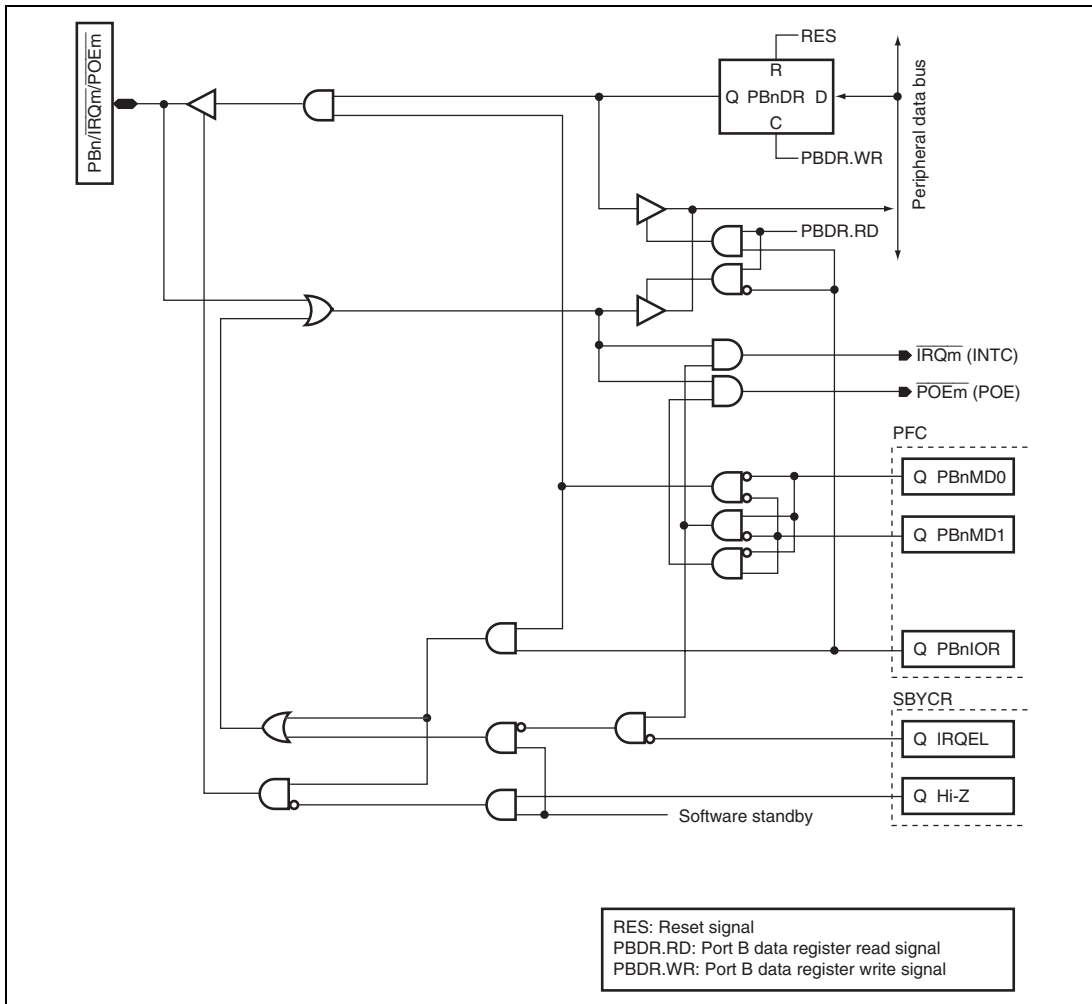 PBn/IRQm/POEm
RES
R
Q PBnDR D
C
PBDR.WR
Peripheral data bus
PBDR.RD
IRQm (INTC)
POEm (POE)
PFC
Q PBnMD0
Q PBnMD1
Q PBnIOR
SBYCR
Q IRQEL
Q Hi-Z
Software standby
RES: Reset signal
PBDR.RD: Port B data register read signal
PBDR.WR: Port B data register write signal